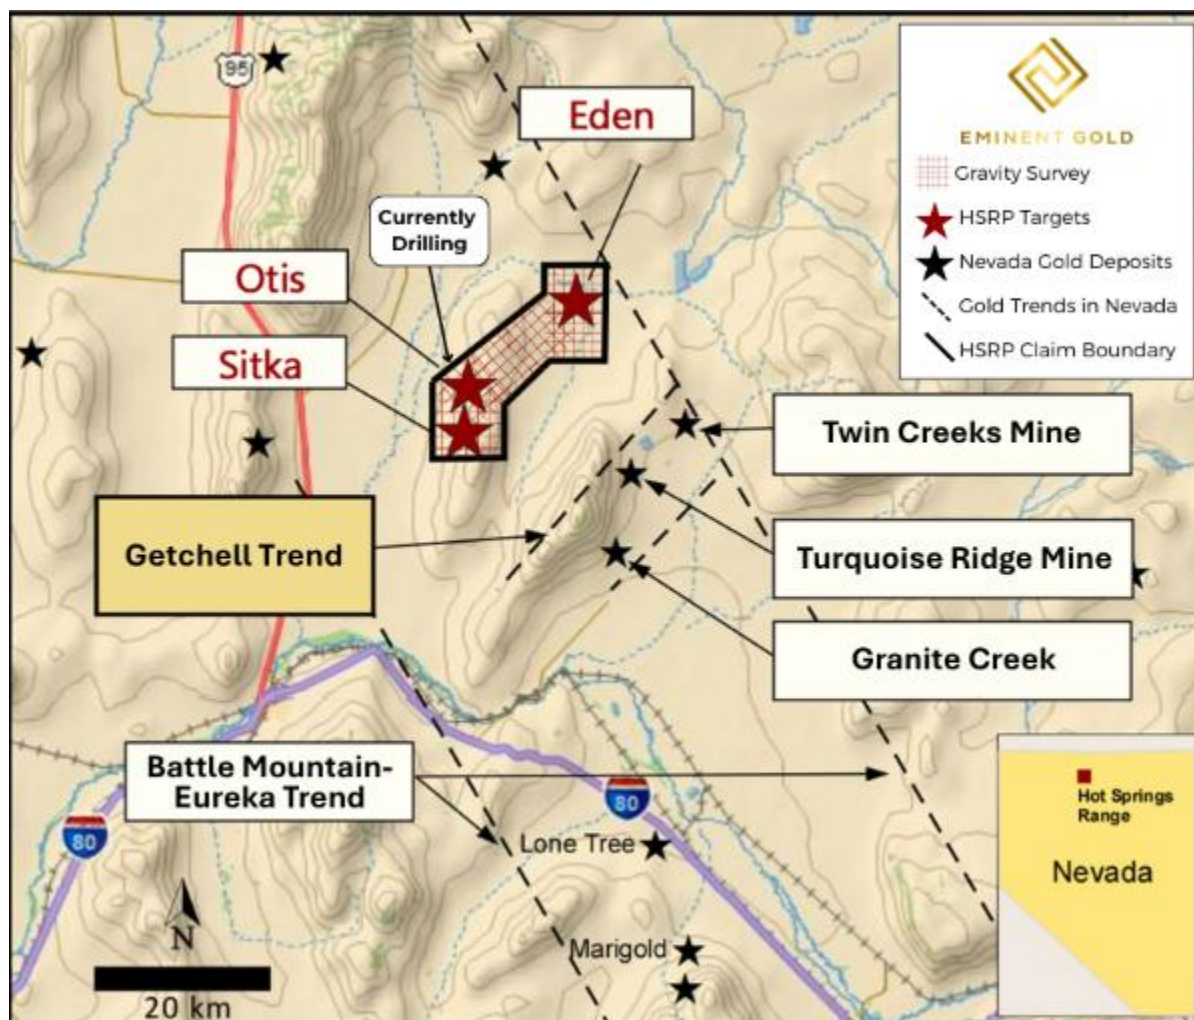 95
Eden
EMINENT GOLD
Gravity Survey
HSRP Targets
Nevada Gold Deposits
Gold Trends in Nevada
HSRP Claim Boundary
Currently
Drilling
Otis
Sitka
Twin Creeks Mine
Getchell Trend
Turquoise Ridge Mine
Granite Creek
Battle Mountain-
Eureka Trend
80
80
Lone Tree
Hot Springs
Range
Nevada
N
Marigold
20 km